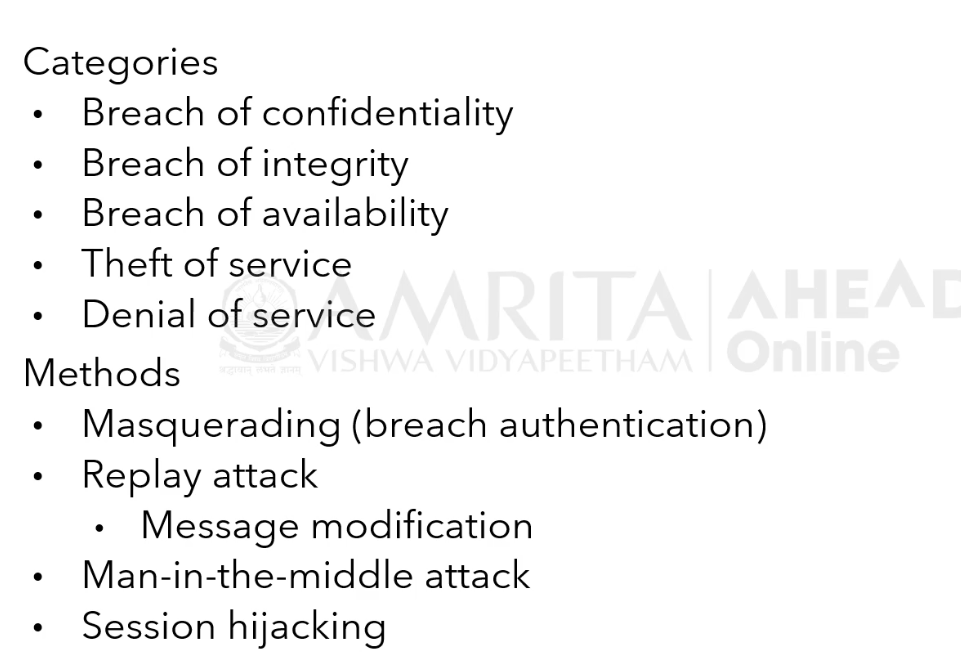 Categories
• Breach of confidentiality
• Breach of integrity
• Breach of availability
• Theft of service
• Denial of service
AMRITA
VISHWA VIDYAPEETHAM
AHEAD
Online
Methods
• Masquerading (breach authentication)
• Replay attack
• Message modification
• Man-in-the-middle attack
• Session hijacking